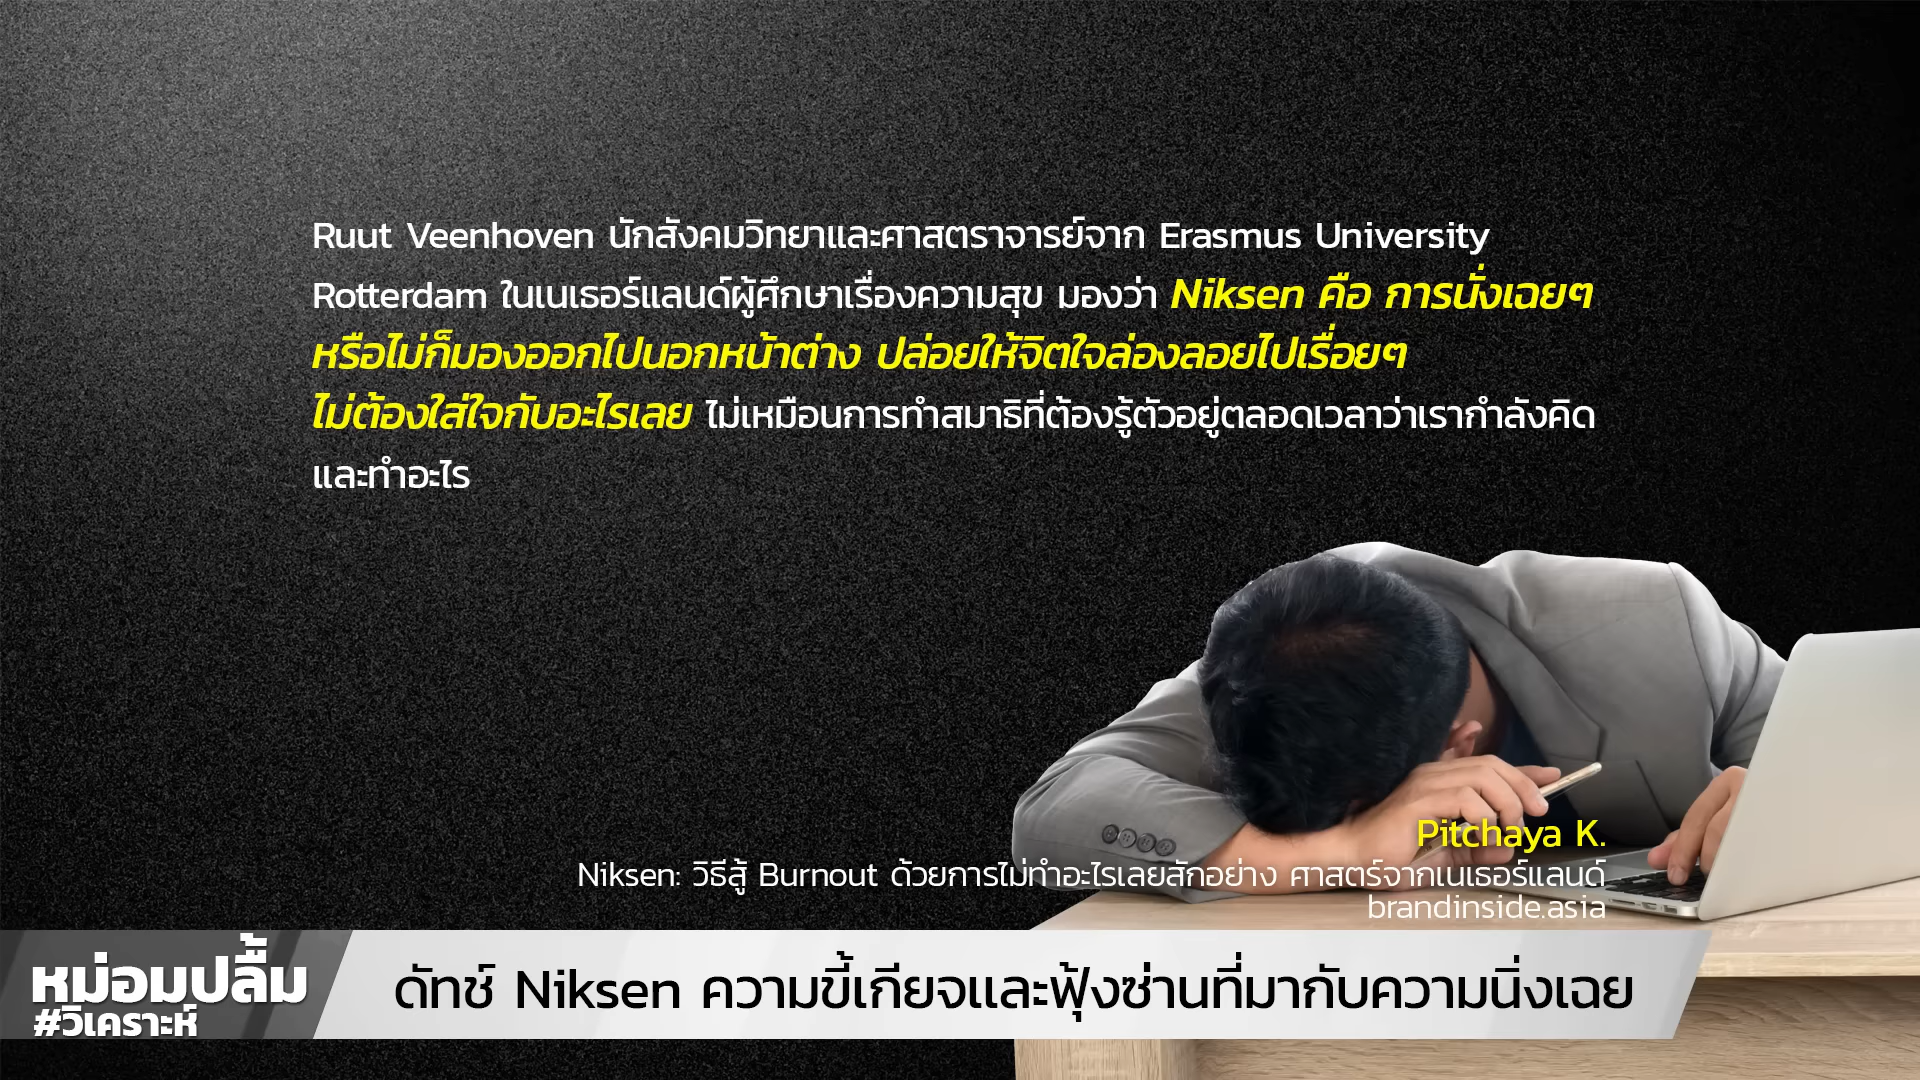 Ruut Veenhoven นักสังคมวิทยาและศาสตราจารย์จาก Erasmus University
Rotterdam ในเนเธอร์แลนด์ผู้ศึกษาเรื่องความสุข มองว่า Niksen คือ การนั่งเฉยๆ
หรือไม่ก็มองออกไปนอกหน้าต่าง ปล่อยให้จิตใจล่องลอยไปเรื่อยๆ
ไม่ต้องใส่ใจกับอะไรเลย ไม่เหมือนการทำสมาธิที่ต้องรู้ตัวอยู่ตลอดเวลาว่าเรากำลังคิด
และทำอะไร
Pitchaya K.
Niksen: วิธีสู้ Burnout ด้วยการไม่ทำอะไรเลยสักอย่าง ศาสตร์จากเนเธอร์แลนด์
brandinside.asia
หม่อมปลื้ม
#วิเคราะห์
ดัทช์ Niksen ความขี้เกียจและฟุ้งซ่านที่มากับความนิ่งเฉย